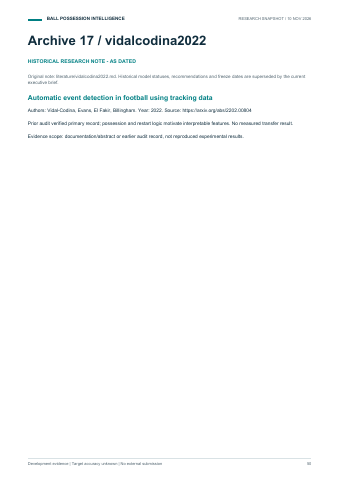 BALL POSSESSION INTELLIGENCE
RESEARCH SNAPSHOT / 10 NOV 2028
Archive 17 / vidalcodina2022
HISTORICAL RESEARCH NOTE - AS DATED
Original note: literature/vidalcodina2022.md. Historical model statuses, recommendations and freeze dates are superseded by the current
executive brief
Automatic event detection in football using tracking data
Authors: Vidal-Codina, Evans, El Fakir, Billingham. Year: 2022. Source: https://arxiv.org/abs/2202.00804
Prior audit verified primary record; possession and restart logic motivate interpretable features. No measured transfer result.
Evidence scope: documentation/abstract or earlier audit record, not reproduced experimental results.
Development evidence | Target accuracy unknown | No external submission